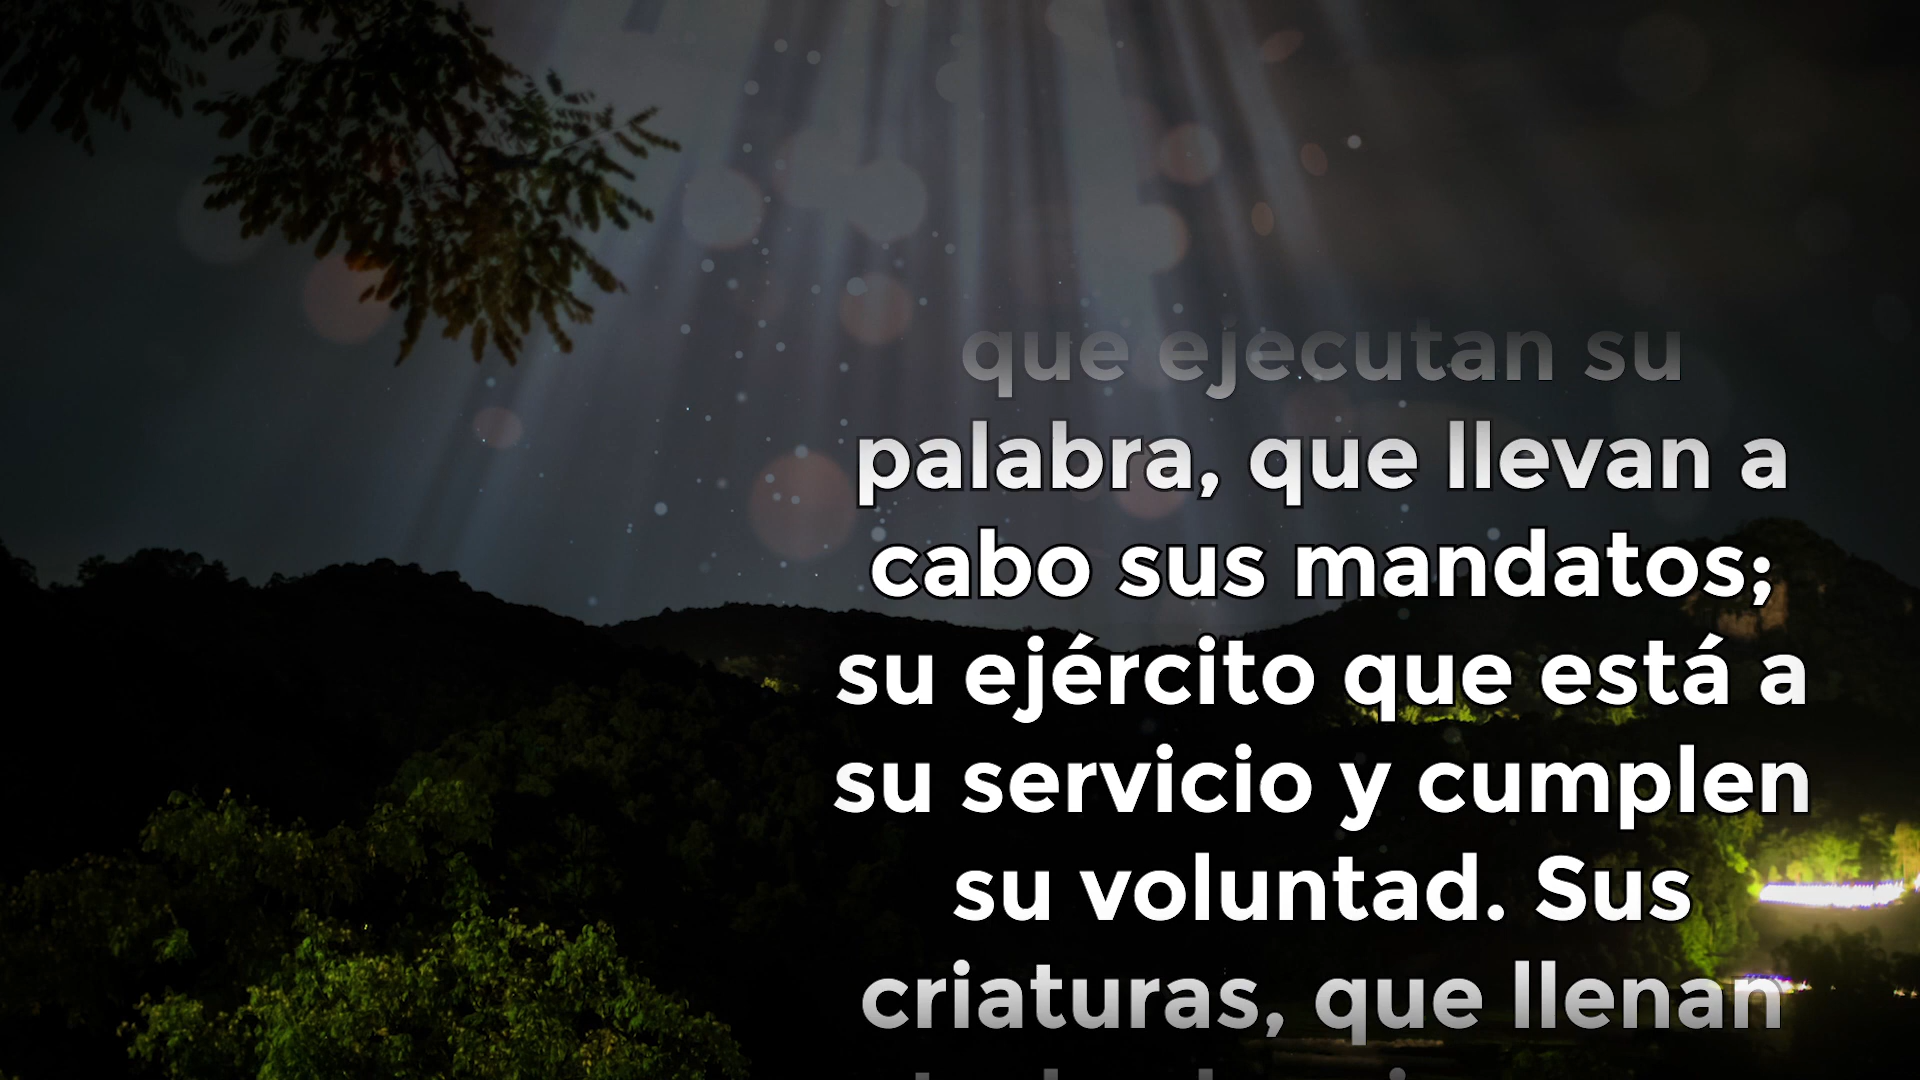 que ejecutan su
palabra, que llevan a
cabo sus mandatos;
su ejército que está a
su servicio y cumplen
su voluntad. Sus
criaturas, que llenan